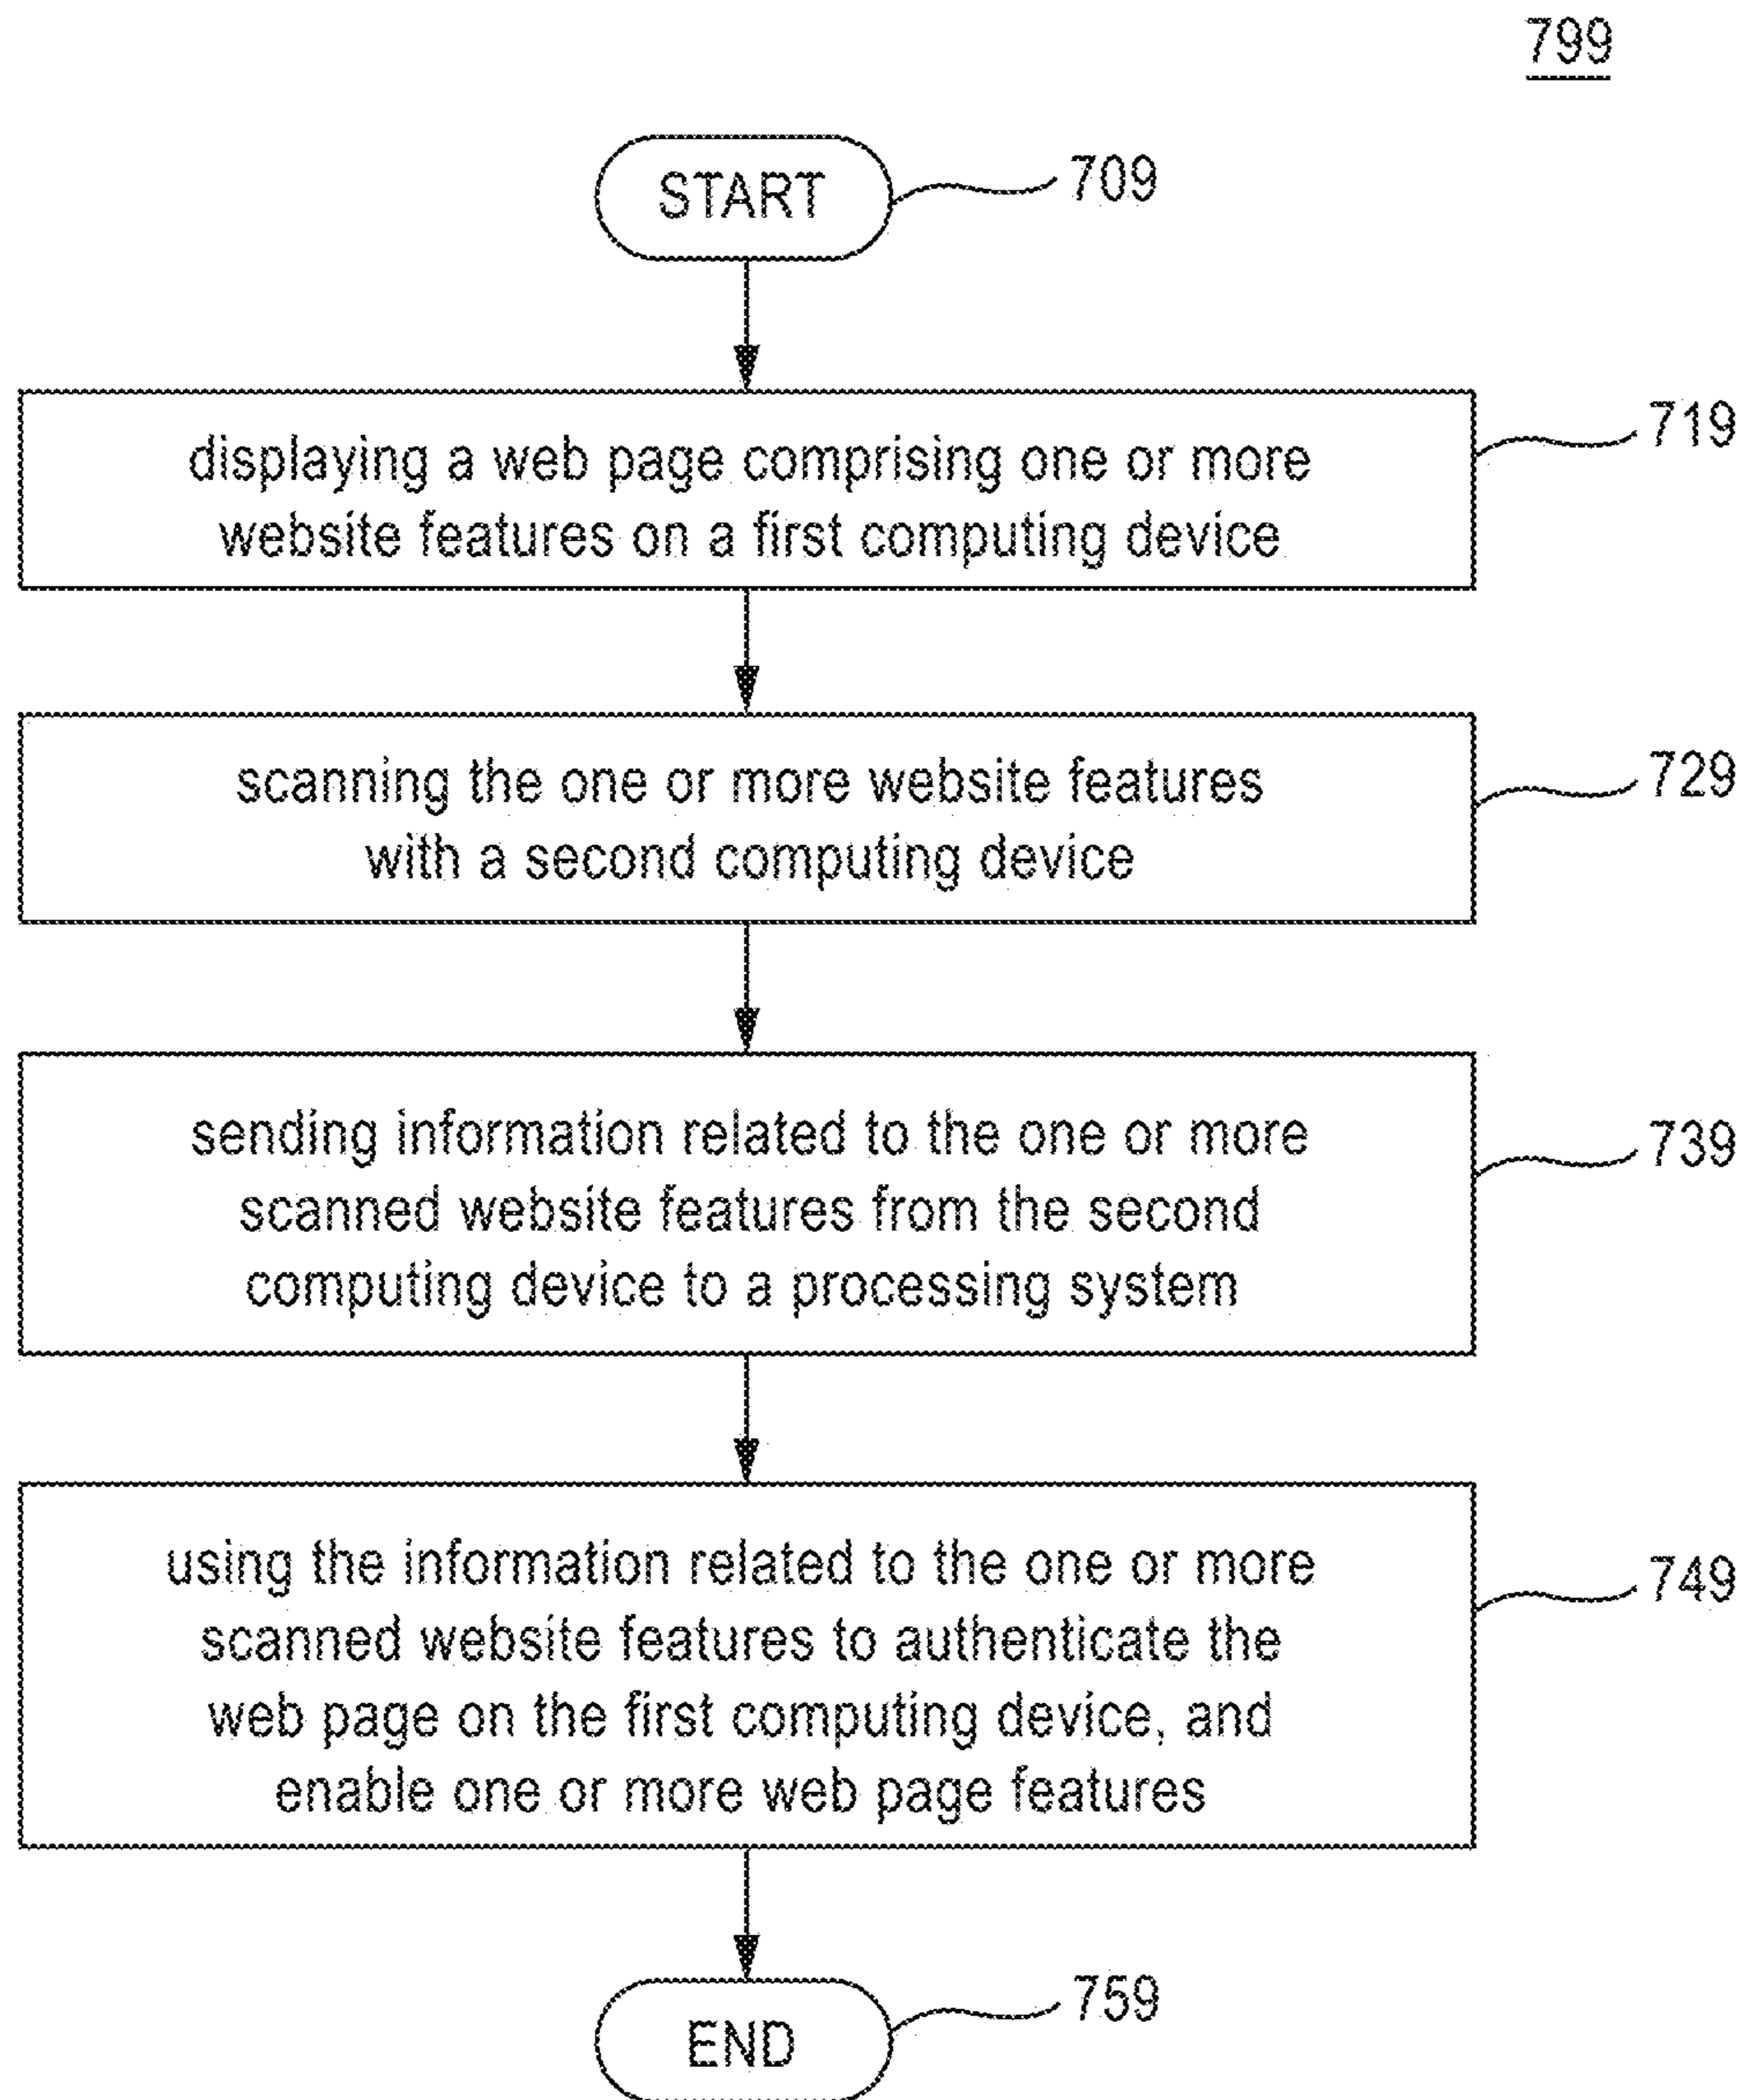 799
START
709
displaying a web page comprising one or more
website features on a first computing device
719
scanning the one or more website features
with a second computing device
729
sending information related to the one or more
scanned website features from the second
computing device to a processing system
739
using the information related to the one or more
scanned website features to authenticate the
web page on the first computing device, and
enable one or more web page features
749
END
759